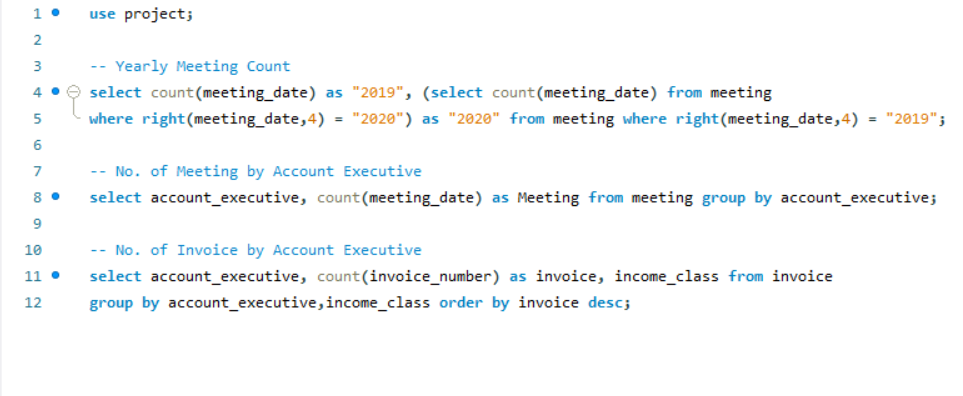 1 use project;
2
3 -- Yearly Meeting Count
4 select count(meeting_date) as "2019", (select count(meeting_date) from meeting
5 where right(meeting_date,4) = "2020") as "2020" from meeting where right(meeting_date,4) = "2019";
6
7 -- No. of Meeting by Account Executive
8 select account_executive, count(meeting_date) as Meeting from meeting group by account_executive;
9
10 -- No. of Invoice by Account Executive
11 select account_executive, count(invoice_number) as invoice, income_class from invoice
12 group by account_executive,income_class order by invoice desc;